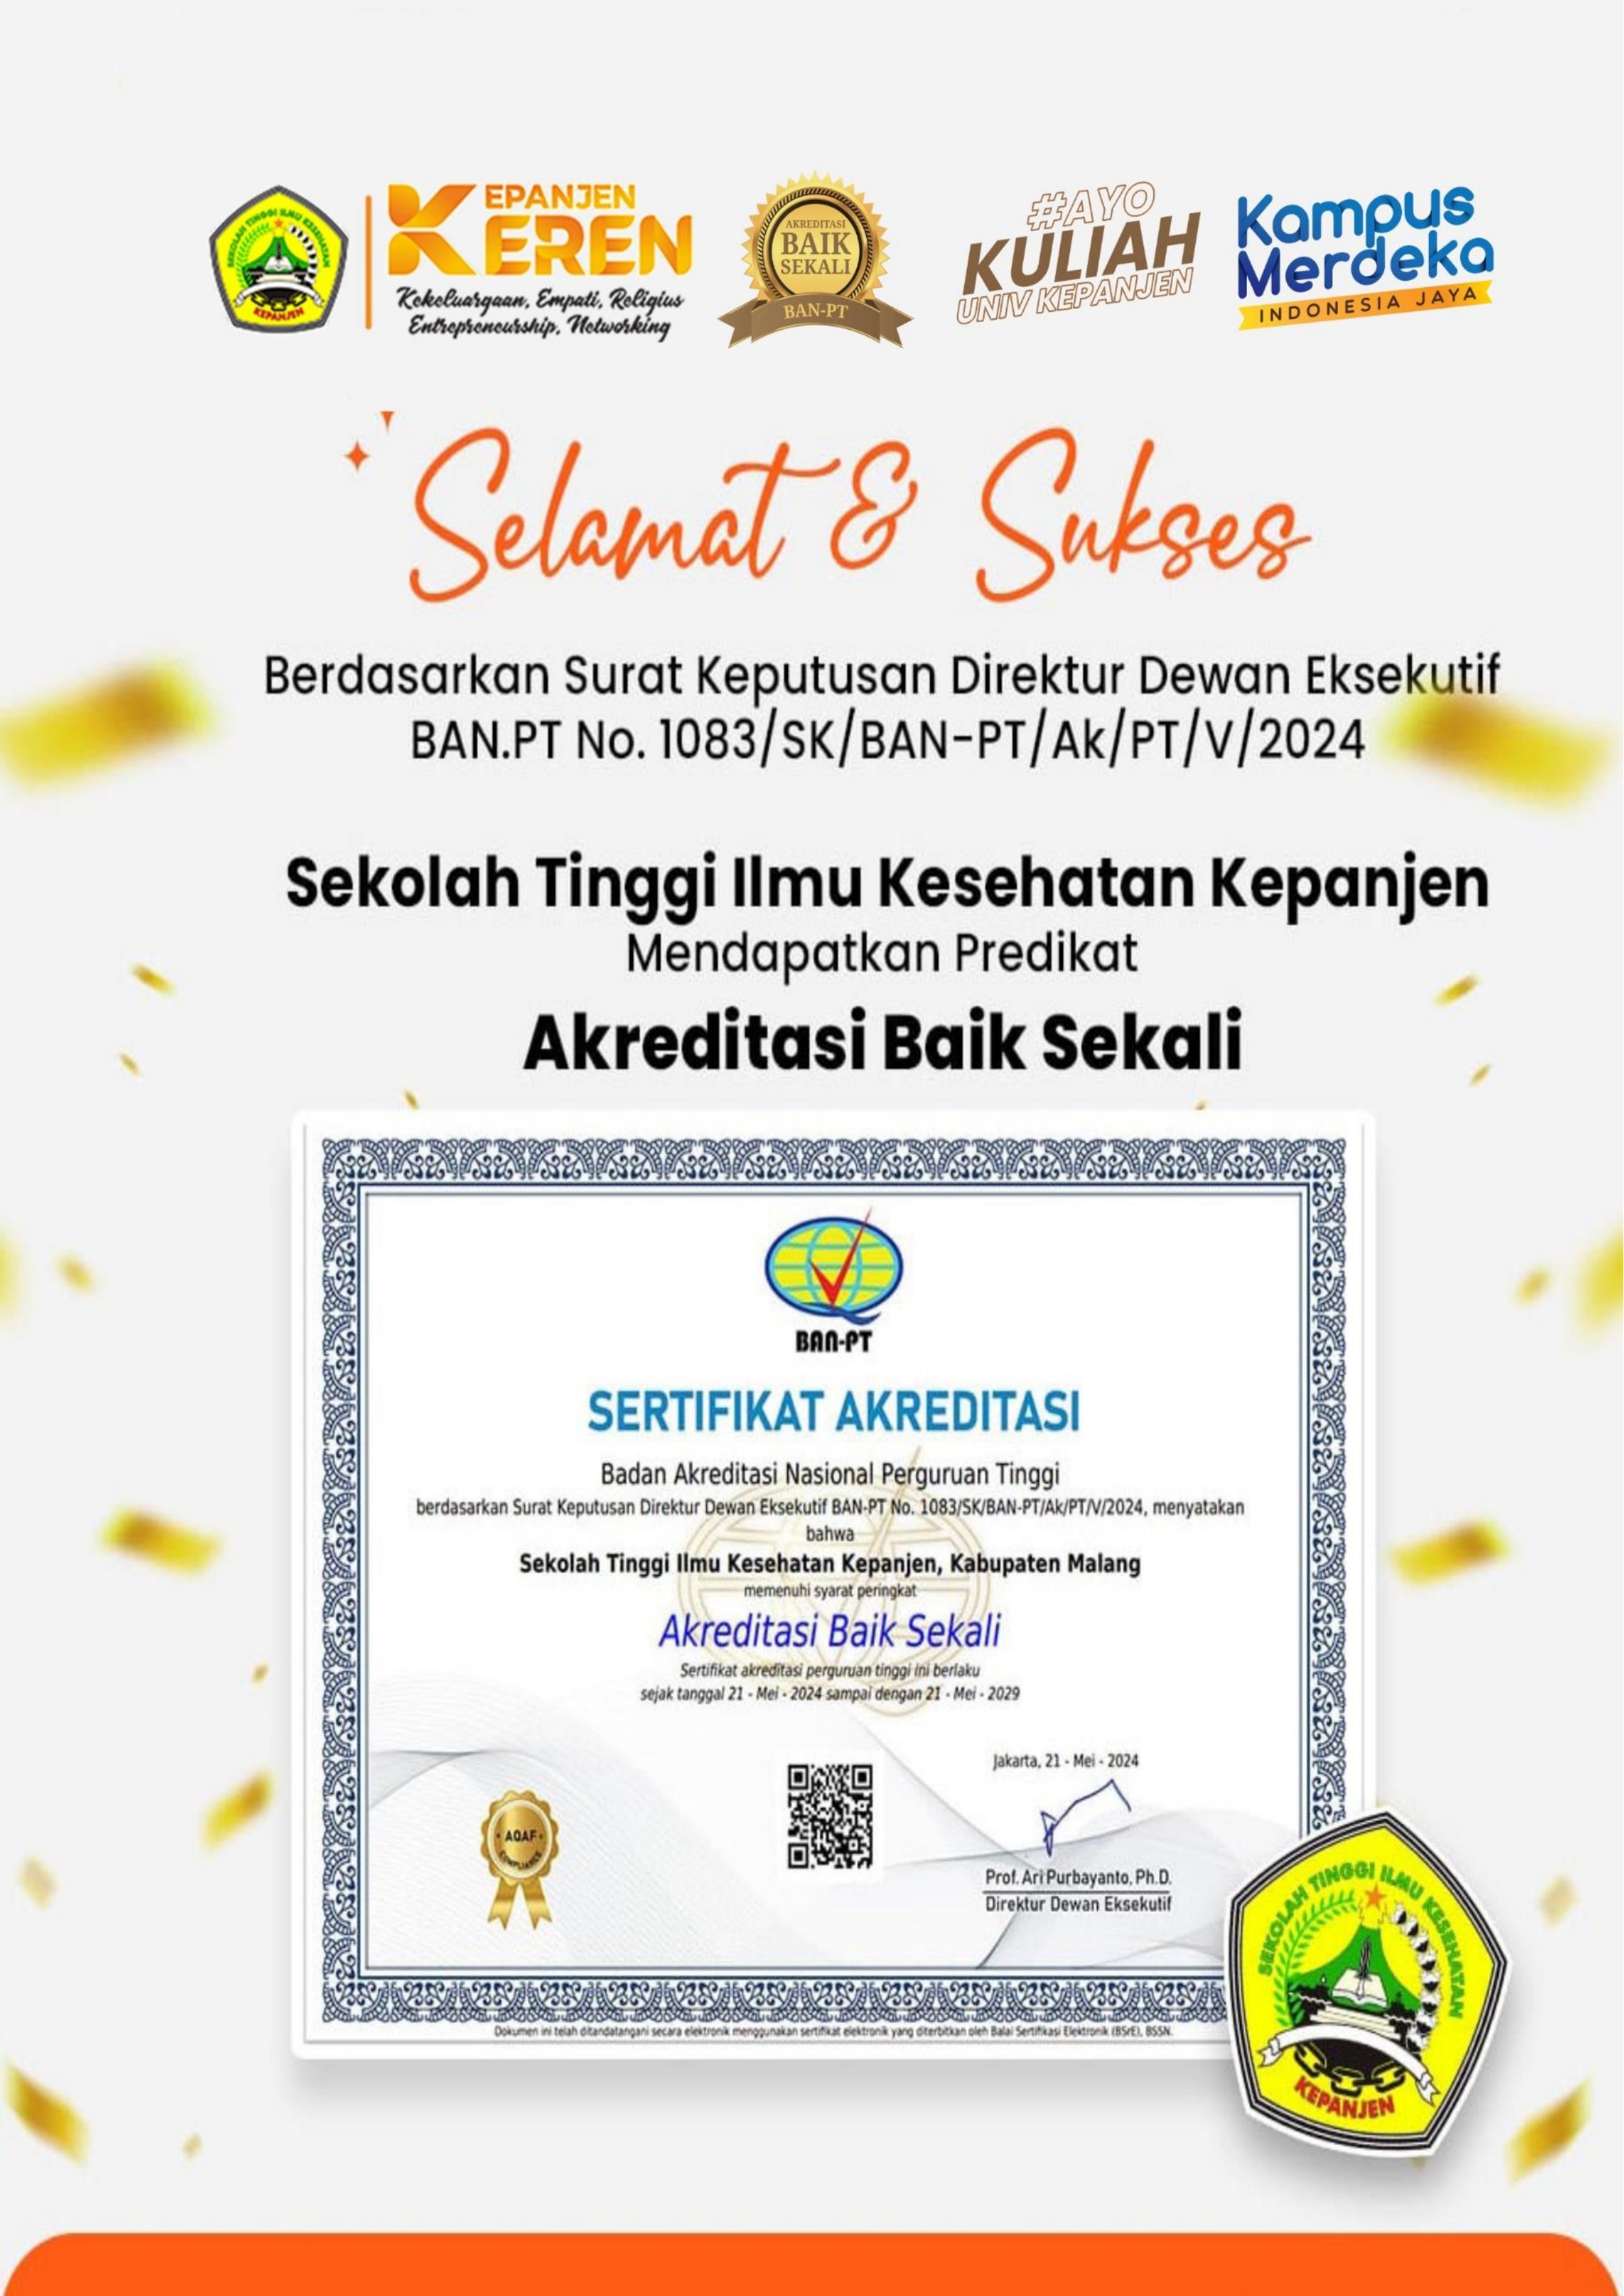 SEKOLAH TINGGI ILMU KESEHATAN
KEPANJEN
KEPANJEN
KEREN
Kekeluargaan, Empati, Religius
Entrepreneurship, Networking
AKREDITASI
BAIK
SEKALI
BAN-PT
#AYO
KULIAH
UNIV KEPANJEN
Kampus
Merdeka
INDONESIA JAYA
Selamat & Sukses
Berdasarkan Surat Keputusan Direktur Dewan Eksekutif
BAN.PT No. 1083/SK/BAN-PT/Ak/PT/V/2024
Sekolah Tinggi Ilmu Kesehatan Kepanjen
Mendapatkan Predikat
Akreditasi Baik Sekali
BAN-PT
SERTIFIKAT AKREDITASI
Badan Akreditasi Nasional Perguruan Tinggi
berdasarkan Surat Keputusan Direktur Dewan Eksekutif BAN-PT No. 1083/SK/BAN-PT/Ak/PT/V/2024, menyatakan
bahwa
Sekolah Tinggi Ilmu Kesehatan Kepanjen, Kabupaten Malang
memenuhi syarat peringkat
Akreditasi Baik Sekali
Sertifikat akreditasi perguruan tinggi ini berlaku
sejak tanggal 21 - Mei - 2024 sampai dengan 21 - Mei - 2029
Jakarta, 21 - Mei - 2024
AQAF
COMPLIANCE
Prof. Ari Purbayanto, Ph.D.
Direktur Dewan Eksekutif
Dokumen ini telah ditandatangani secara elektronik menggunakan sertifikat elektronik yang diterbitkan oleh Balai Sertifikasi Elektronik (BSrE), BSSN.
SEKOLAH TINGGI ILMU KESEHATAN
KEPANJEN